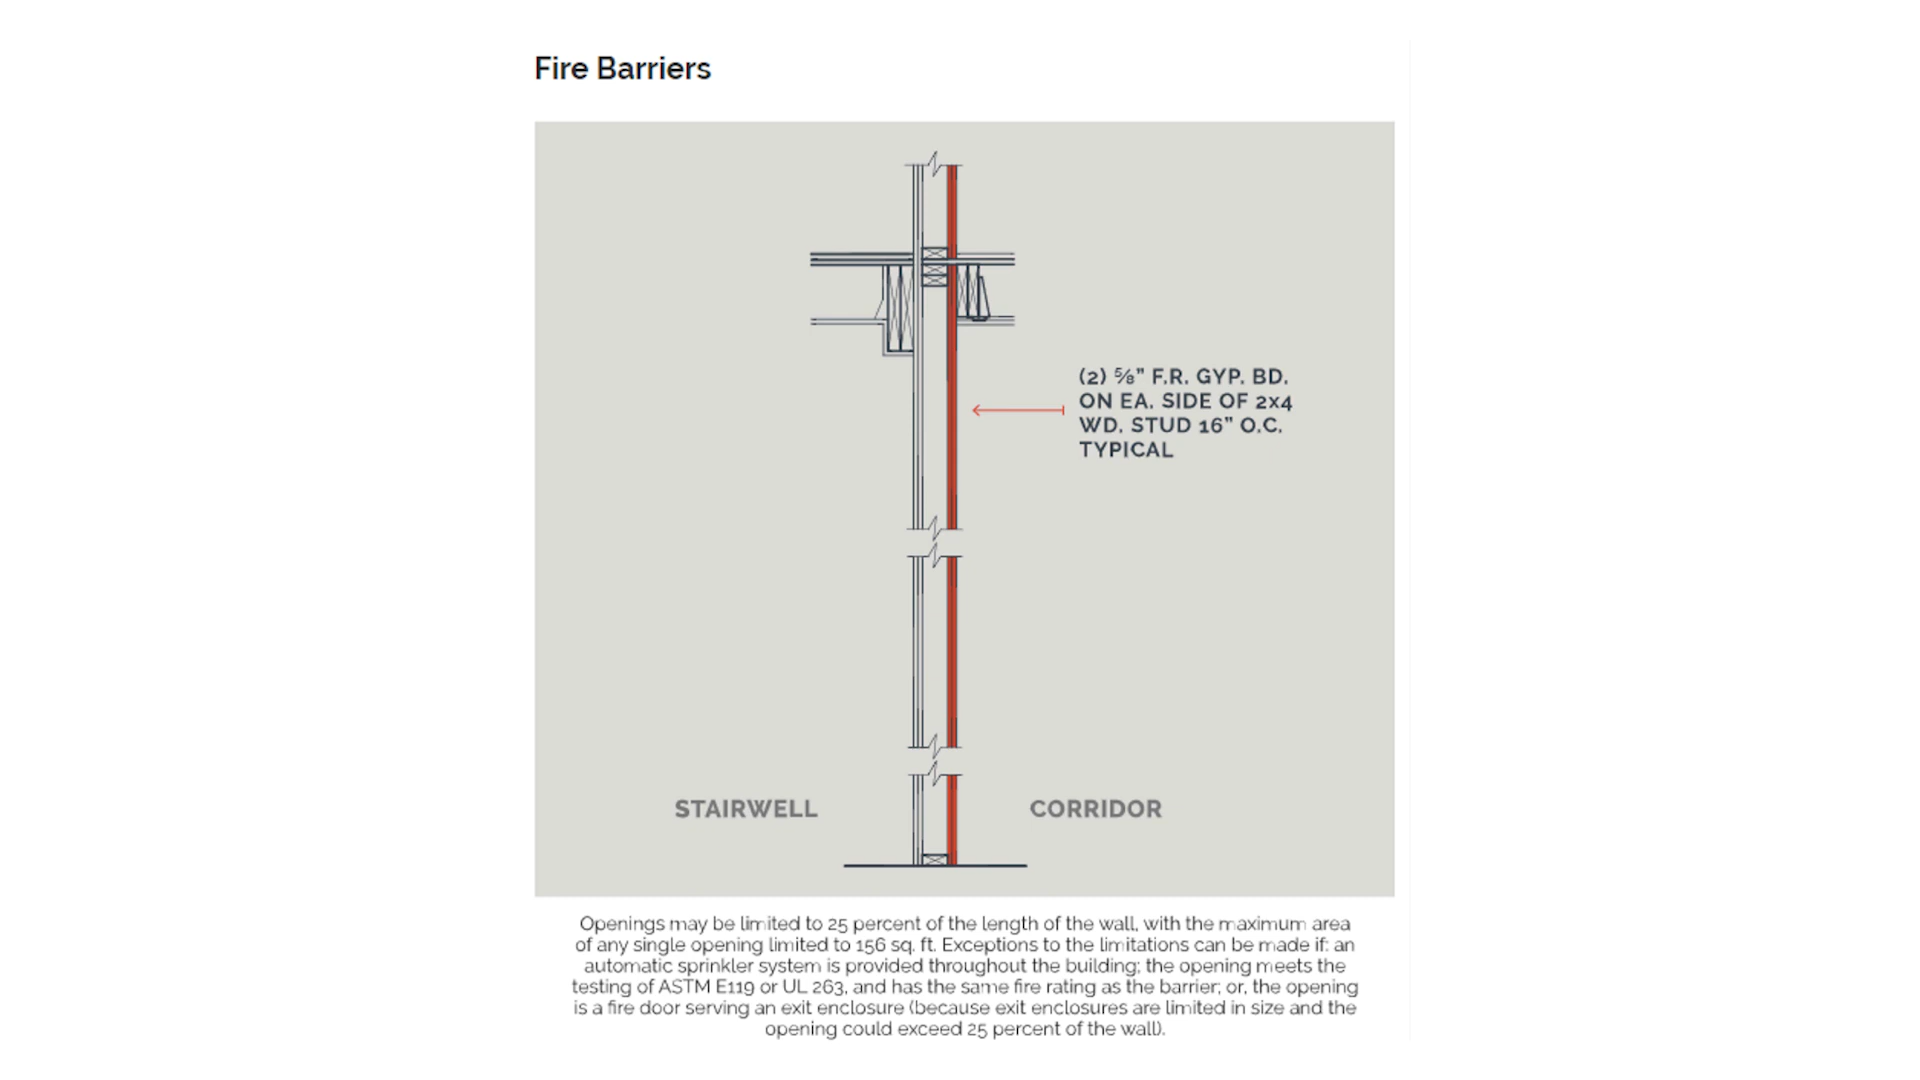 Fire Barriers
(2) ⅝” F.R. GYP. BD.
ON EA. SIDE OF 2x4
WD. STUD 16” O.C.
TYPICAL
STAIRWELL
CORRIDOR
Openings may be limited to 25 percent of the length of the wall, with the maximum area
of any single opening limited to 156 sq. ft. Exceptions to the limitations can be made if: an
automatic sprinkler system is provided throughout the building; the opening meets the
testing of ASTM E119 or UL 263, and has the same fire rating as the barrier; or, the opening
is a fire door serving an exit enclosure (because exit enclosures are limited in size and the
opening could exceed 25 percent of the wall).